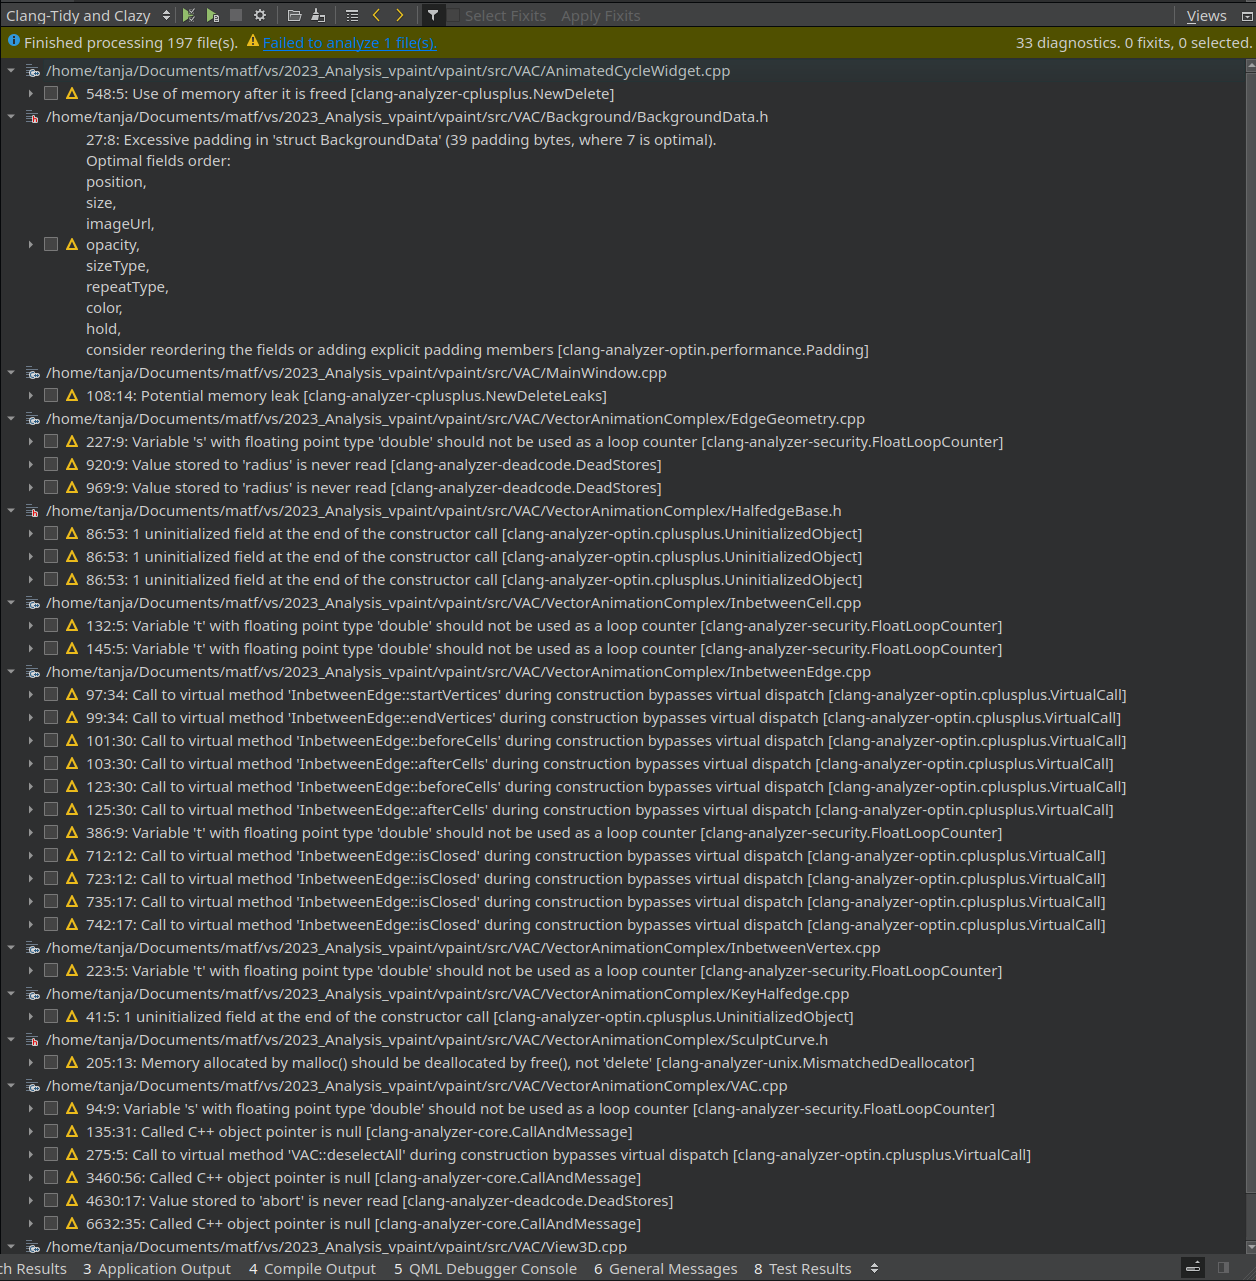 Clang-Tidy and Clazy Select Fixits Apply Fixits Views
Finished processing 197 file(s). Failed to analyze 1 file(s). 33 diagnostics. 0 fixits, 0 selected.
/home/tanja/Documents/matf/vs/2023_Analysis_vpaint/vpaint/src/VAC/AnimatedCycleWidget.cpp
548:5: Use of memory after it is freed [clang-analyzer-cplusplus.NewDelete]
/home/tanja/Documents/matf/vs/2023_Analysis_vpaint/vpaint/src/VAC/Background/BackgroundData.h
27:8: Excessive padding in 'struct BackgroundData' (39 padding bytes, where 7 is optimal).
Optimal fields order:
position,
size,
imageUrl,
opacity,
sizeType,
repeatType,
color,
hold,
consider reordering the fields or adding explicit padding members [clang-analyzer-optin.performance.Padding]
/home/tanja/Documents/matf/vs/2023_Analysis_vpaint/vpaint/src/VAC/MainWindow.cpp
108:14: Potential memory leak [clang-analyzer-cplusplus.NewDeleteLeaks]
/home/tanja/Documents/matf/vs/2023_Analysis_vpaint/vpaint/src/VAC/VectorAnimationComplex/EdgeGeometry.cpp
227:9: Variable 's' with floating point type 'double' should not be used as a loop counter [clang-analyzer-security.FloatLoopCounter]
920:9: Value stored to 'radius' is never read [clang-analyzer-deadcode.DeadStores]
969:9: Value stored to 'radius' is never read [clang-analyzer-deadcode.DeadStores]
/home/tanja/Documents/matf/vs/2023_Analysis_vpaint/vpaint/src/VAC/VectorAnimationComplex/HalfedgeBase.h
86:53: 1 uninitialized field at the end of the constructor call [clang-analyzer-optin.cplusplus.UninitializedObject]
86:53: 1 uninitialized field at the end of the constructor call [clang-analyzer-optin.cplusplus.UninitializedObject]
86:53: 1 uninitialized field at the end of the constructor call [clang-analyzer-optin.cplusplus.UninitializedObject]
/home/tanja/Documents/matf/vs/2023_Analysis_vpaint/vpaint/src/VAC/VectorAnimationComplex/InbetweenCell.cpp
132:5: Variable 't' with floating point type 'double' should not be used as a loop counter [clang-analyzer-security.FloatLoopCounter]
145:5: Variable 't' with floating point type 'double' should not be used as a loop counter [clang-analyzer-security.FloatLoopCounter]
/home/tanja/Documents/matf/vs/2023_Analysis_vpaint/vpaint/src/VAC/VectorAnimationComplex/InbetweenEdge.cpp
97:34: Call to virtual method 'InbetweenEdge::startVertices' during construction bypasses virtual dispatch [clang-analyzer-optin.cplusplus.VirtualCall]
99:34: Call to virtual method 'InbetweenEdge::endVertices' during construction bypasses virtual dispatch [clang-analyzer-optin.cplusplus.VirtualCall]
101:30: Call to virtual method 'InbetweenEdge::beforeCells' during construction bypasses virtual dispatch [clang-analyzer-optin.cplusplus.VirtualCall]
103:30: Call to virtual method 'InbetweenEdge::afterCells' during construction bypasses virtual dispatch [clang-analyzer-optin.cplusplus.VirtualCall]
123:30: Call to virtual method 'InbetweenEdge::beforeCells' during construction bypasses virtual dispatch [clang-analyzer-optin.cplusplus.VirtualCall]
125:30: Call to virtual method 'InbetweenEdge::afterCells' during construction bypasses virtual dispatch [clang-analyzer-optin.cplusplus.VirtualCall]
386:9: Variable 't' with floating point type 'double' should not be used as a loop counter [clang-analyzer-security.FloatLoopCounter]
712:12: Call to virtual method 'InbetweenEdge::isClosed' during construction bypasses virtual dispatch [clang-analyzer-optin.cplusplus.VirtualCall]
723:12: Call to virtual method 'InbetweenEdge::isClosed' during construction bypasses virtual dispatch [clang-analyzer-optin.cplusplus.VirtualCall]
735:17: Call to virtual method 'InbetweenEdge::isClosed' during construction bypasses virtual dispatch [clang-analyzer-optin.cplusplus.VirtualCall]
742:17: Call to virtual method 'InbetweenEdge::isClosed' during construction bypasses virtual dispatch [clang-analyzer-optin.cplusplus.VirtualCall]
/home/tanja/Documents/matf/vs/2023_Analysis_vpaint/vpaint/src/VAC/VectorAnimationComplex/InbetweenVertex.cpp
223:5: Variable 't' with floating point type 'double' should not be used as a loop counter [clang-analyzer-security.FloatLoopCounter]
/home/tanja/Documents/matf/vs/2023_Analysis_vpaint/vpaint/src/VAC/VectorAnimationComplex/KeyHalfedge.cpp
41:5: 1 uninitialized field at the end of the constructor call [clang-analyzer-optin.cplusplus.UninitializedObject]
/home/tanja/Documents/matf/vs/2023_Analysis_vpaint/vpaint/src/VAC/VectorAnimationComplex/SculptCurve.h
205:13: Memory allocated by malloc() should be deallocated by free(), not 'delete' [clang-analyzer-unix.MismatchedDeallocator]
/home/tanja/Documents/matf/vs/2023_Analysis_vpaint/vpaint/src/VAC/VectorAnimationComplex/VAC.cpp
94:9: Variable 's' with floating point type 'double' should not be used as a loop counter [clang-analyzer-security.FloatLoopCounter]
135:31: Called C++ object pointer is null [clang-analyzer-core.CallAndMessage]
275:5: Call to virtual method 'VAC::deselectAll' during construction bypasses virtual dispatch [clang-analyzer-optin.cplusplus.VirtualCall]
3460:56: Called C++ object pointer is null [clang-analyzer-core.CallAndMessage]
4630:17: Value stored to 'abort' is never read [clang-analyzer-deadcode.DeadStores]
6632:35: Called C++ object pointer is null [clang-analyzer-core.CallAndMessage]
/home/tanja/Documents/matf/vs/2023_Analysis_vpaint/vpaint/src/VAC/View3D.cpp
ch Results 3 Application Output 4 Compile Output 5 QML Debugger Console 6 General Messages 8 Test Results